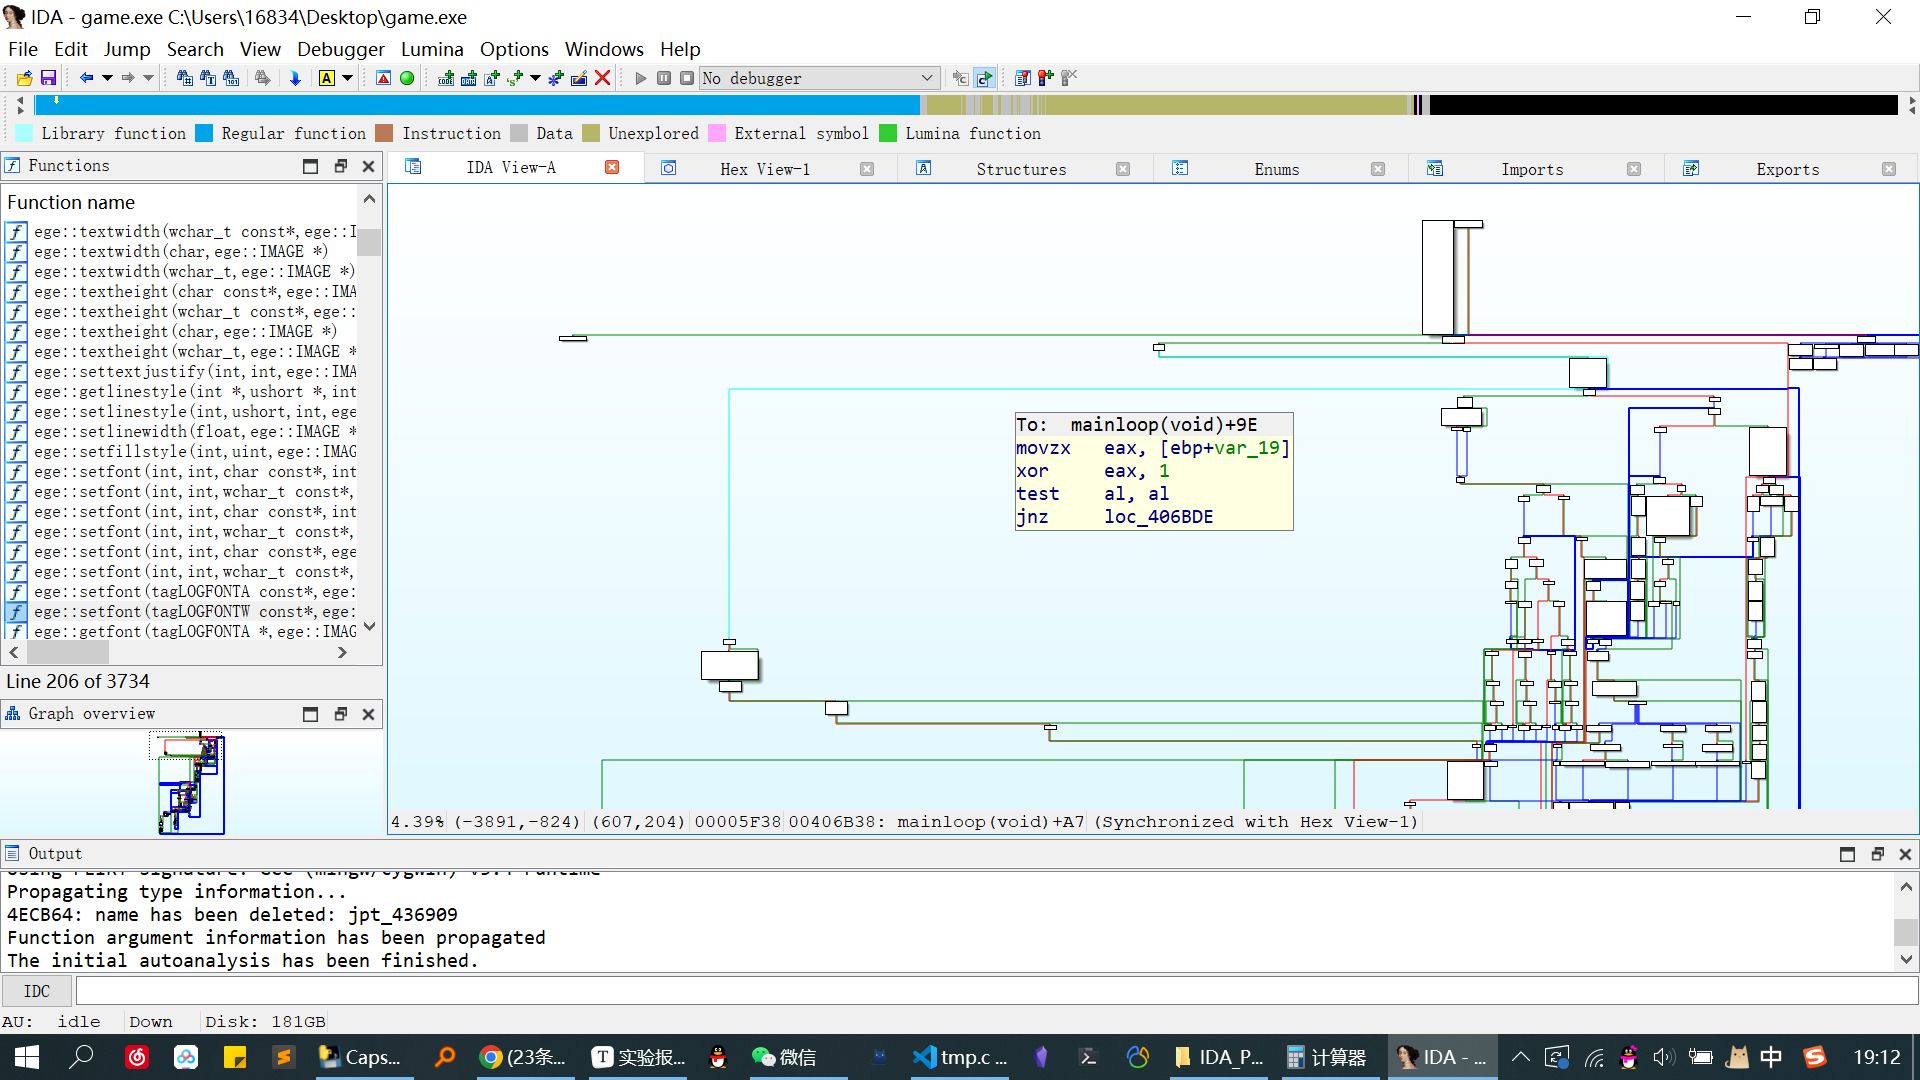 IDA - game.exe C:\Users\16834\Desktop\game.exe
File Edit Jump Search View Debugger Lumina Options Windows Help
No debugger
Library function Regular function Instruction Data Unexplored External symbol Lumina function
Functions
IDA View-A Hex View-1 Structures Enums Imports Exports
Function name
ege::textwidth(wchar_t const*,ege::I
ege::textwidth(char,ege::IMAGE *)
ege::textwidth(wchar_t,ege::IMAGE *)
ege::textheight(char const*,ege::IMA
ege::textheight(wchar_t const*,ege::
ege::textheight(char,ege::IMAGE *)
ege::textheight(wchar_t,ege::IMAGE *
ege::settextjustify(int,int,ege::IMA
ege::getlinestyle(int *,ushort *,int
ege::setlinestyle(int,ushort,int,ege
ege::setlinewidth(float,ege::IMAGE *
ege::setfillstyle(int,uint,ege::IMAG
ege::setfont(int,int,char const*,int
ege::setfont(int,int,wchar_t const*,
ege::setfont(int,int,char const*,int
ege::setfont(int,int,wchar_t const*,
ege::setfont(int,int,char const*,ege
ege::setfont(int,int,wchar_t const*,
ege::setfont(tagLOGFONTA const*,ege:
ege::setfont(tagLOGFONTW const*,ege:
ege::getfont(tagLOGFONTA *,ege::IMAG
Line 206 of 3734
Graph overview
To: mainloop(void)+9E
movzx eax, [ebp+var_19]
xor eax, 1
test al, al
jnz loc_406BDE
4.39% (-3891,-824) (607,204) 00005F38 00406B38: mainloop(void)+A7 (Synchronized with Hex View-1)
Output
Using FLIRT signature: GCC (mingw/cygwin) v3.4 runtime
Propagating type information...
4ECB64: name has been deleted: jpt_436909
Function argument information has been propagated
The initial autoanalysis has been finished.
IDC
AU: idle Down Disk: 181GB
Caps... (23条... 实验报... 微信 tmp.c ... IDA_P... 计算器 IDA - ... 中 19:12